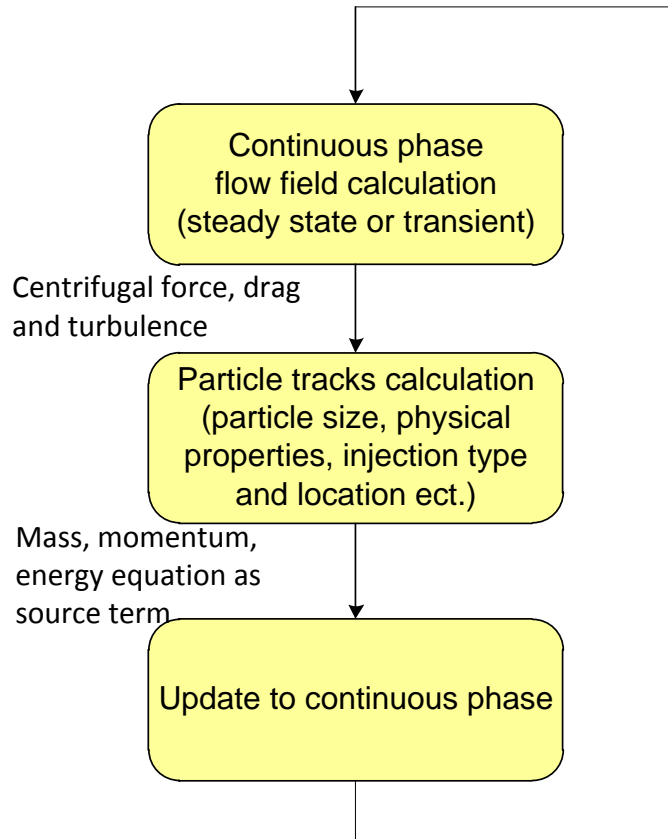 Continuous phase
flow field calculation
(steady state or transient)
Centrifugal force, drag
and turbulence
Particle tracks calculation
(particle size, physical
properties, injection type
and location ect.)
Mass, momentum,
energy equation as
source term
Update to continuous phase